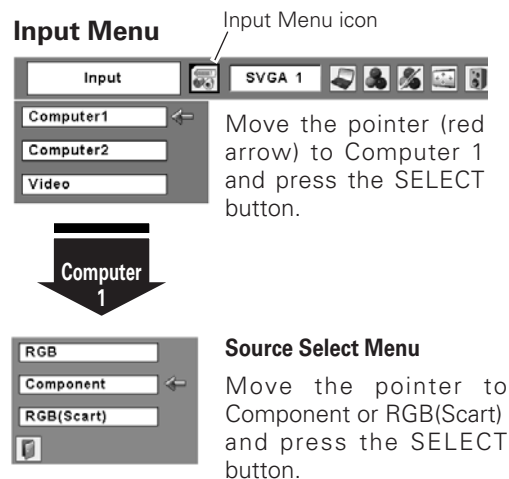 Input Menu icon
Input Menu
Input
SVGA 1
Computer1
Computer2
Video
Move the pointer (red
arrow) to Computer 1
and press the SELECT
button.
Computer
1
RGB
Component
RGB(Scart)
Source Select Menu
Move the pointer to
Component or RGB(Scart)
and press the SELECT
button.